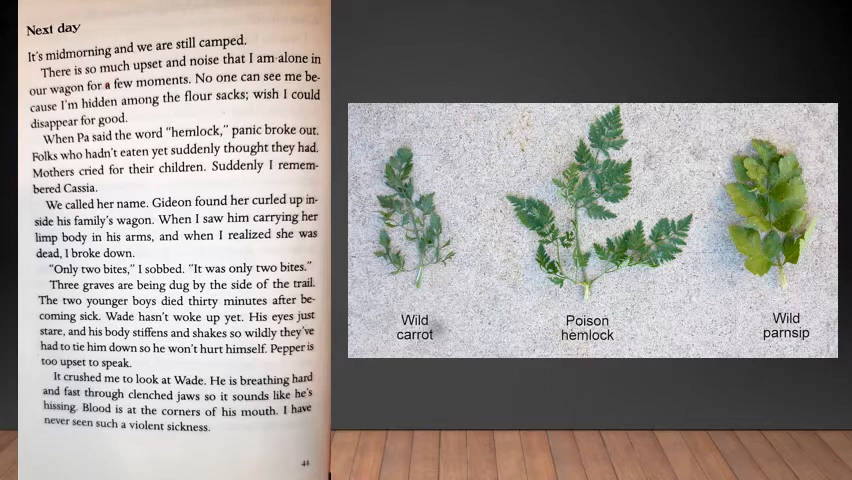 Next day
It's midmorning and we are still camped.
There is so much upset and noise that I am alone in
our wagon for a few moments. No one can see me be-
cause I'm hidden among the flour sacks; wish I could
disappear for good.
When Pa said the word "hemlock," panic broke out.
Folks who hadn't eaten yet suddenly thought they had.
Mothers cried for their children. Suddenly I remem-
bered Cassia.
We called her name. Gideon found her curled up in-
side his family's wagon. When I saw him carrying her
limp body in his arms, and when I realized she was
dead, I broke down.
"Only two bites," I sobbed. "It was only two bites."
Three graves are being dug by the side of the trail.
The two younger boys died thirty minutes after be-
coming sick. Wade hasn't woke up yet. His eyes just
stare, and his body stiffens and shakes so wildly they've
had to tie him down so he won't hurt himself. Pepper is
too upset to speak.
It crushed me to look at Wade. He is breathing hard
and fast through clenched jaws so it sounds like he's
hissing. Blood is at the corners of his mouth. I have
never seen such a violent sickness.
Wild
carrot
Poison
hemlock
Wild
parnsip